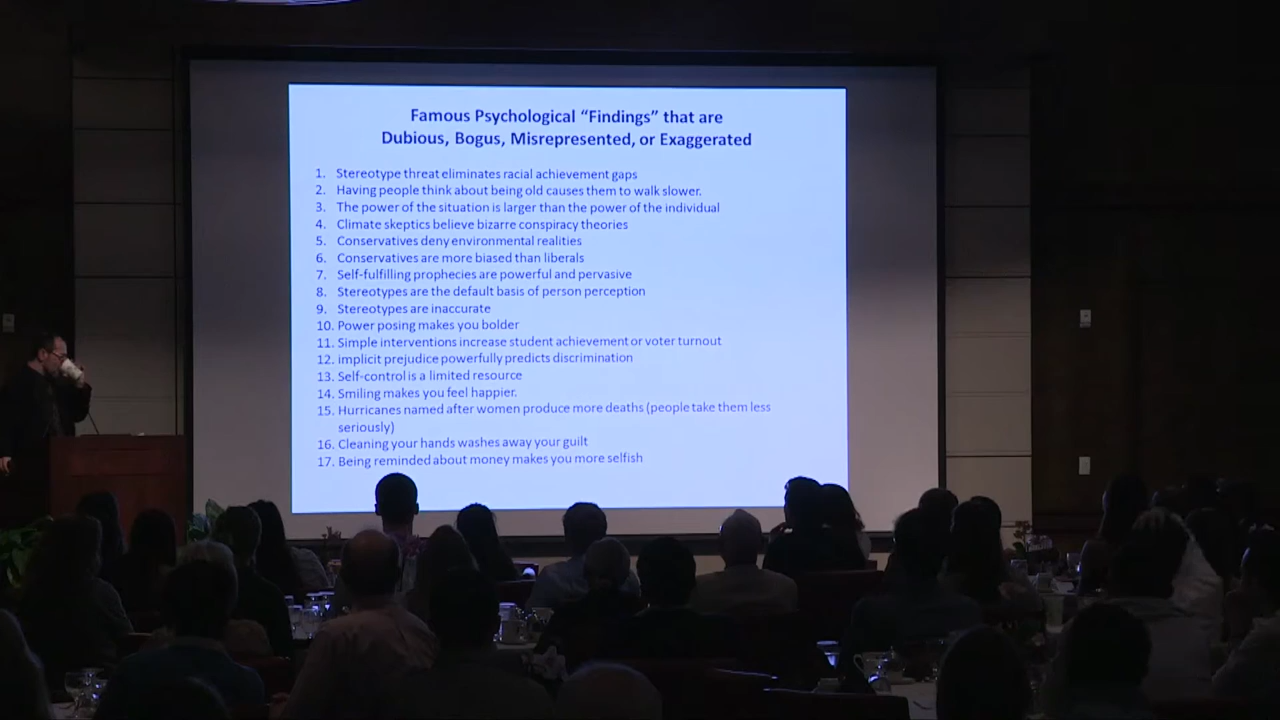 Famous Psychological “Findings” that are
Dubious, Bogus, Misrepresented, or Exaggerated
1. Stereotype threat eliminates racial achievement gaps
2. Having people think about being old causes them to walk slower.
3. The power of the situation is larger than the power of the individual
4. Climate skeptics believe bizarre conspiracy theories
5. Conservatives deny environmental realities
6. Conservatives are more biased than liberals
7. Self-fulfilling prophecies are powerful and pervasive
8. Stereotypes are the default basis of person perception
9. Stereotypes are inaccurate
10. Power posing makes you bolder
11. Simple interventions increase student achievement or voter turnout
12. implicit prejudice powerfully predicts discrimination
13. Self-control is a limited resource
14. Smiling makes you feel happier.
15. Hurricanes named after women produce more deaths (people take them less
seriously)
16. Cleaning your hands washes away your guilt
17. Being reminded about money makes you more selfish